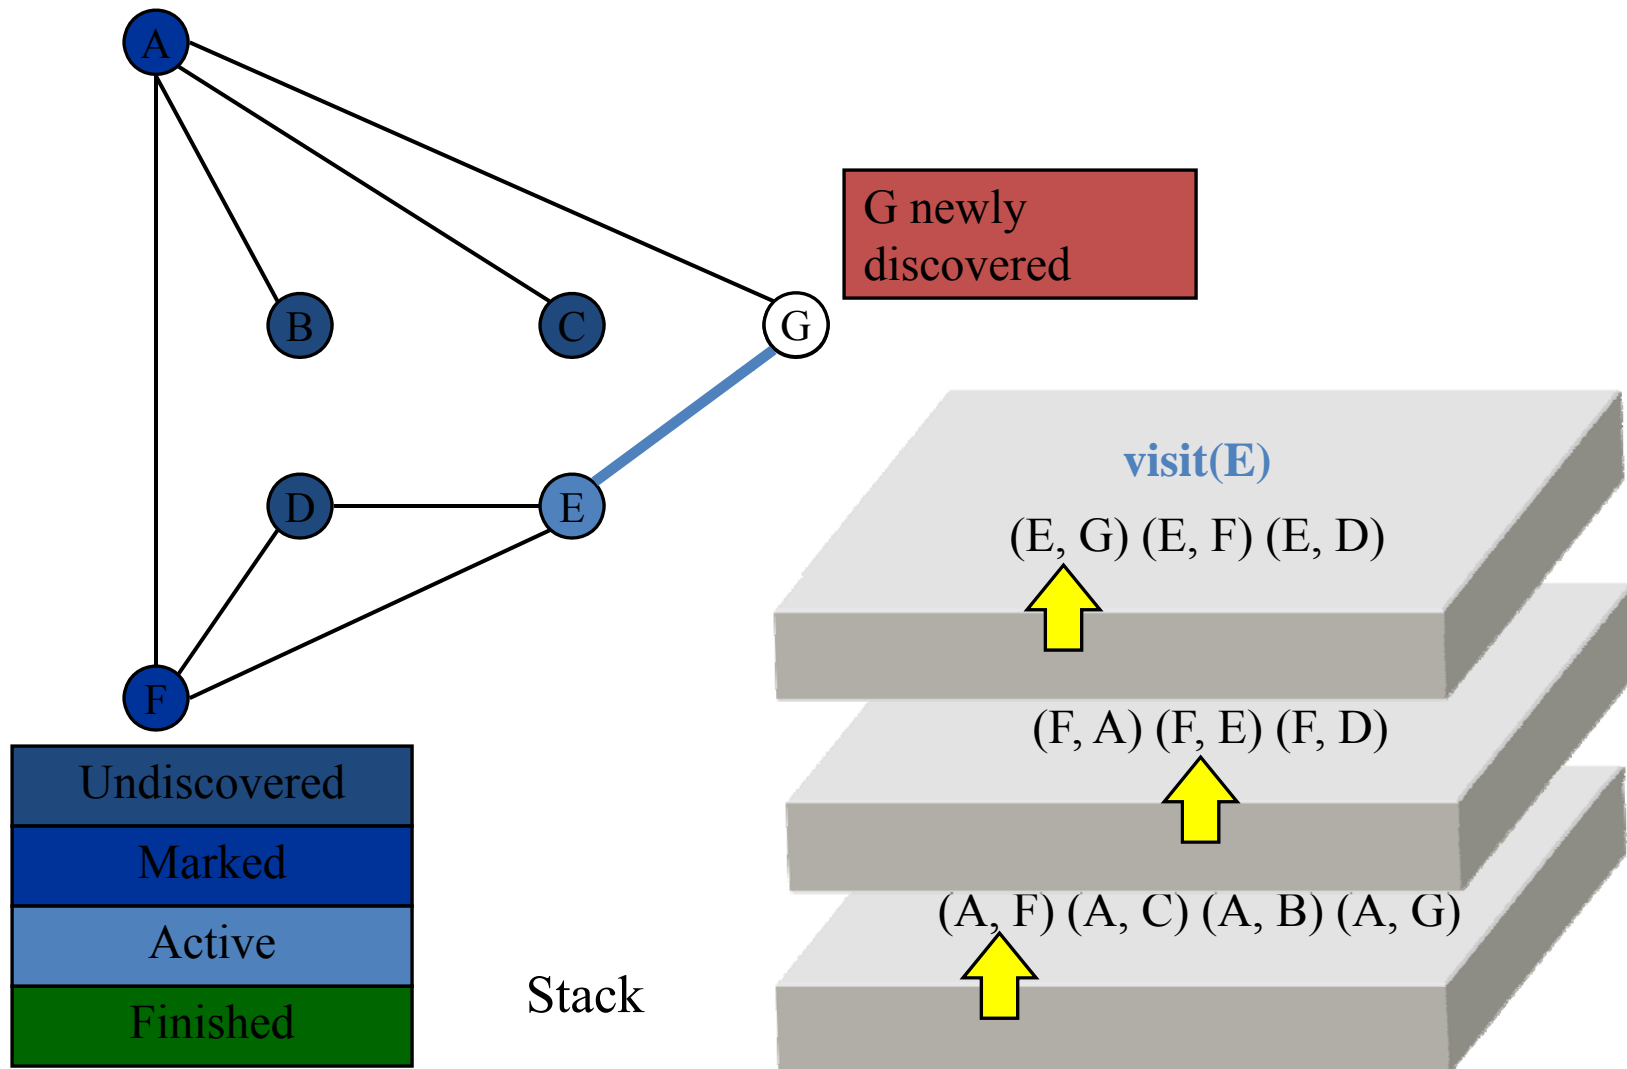 A
G newly
discovered
B
C
G
visit(E)
D
E
(E, G) (E, F) (E, D)
F
(F, A) (F, E) (F, D)
Undiscovered
Marked
(A, F) (A, C) (A, B) (A, G)
Active
Stack
Finished